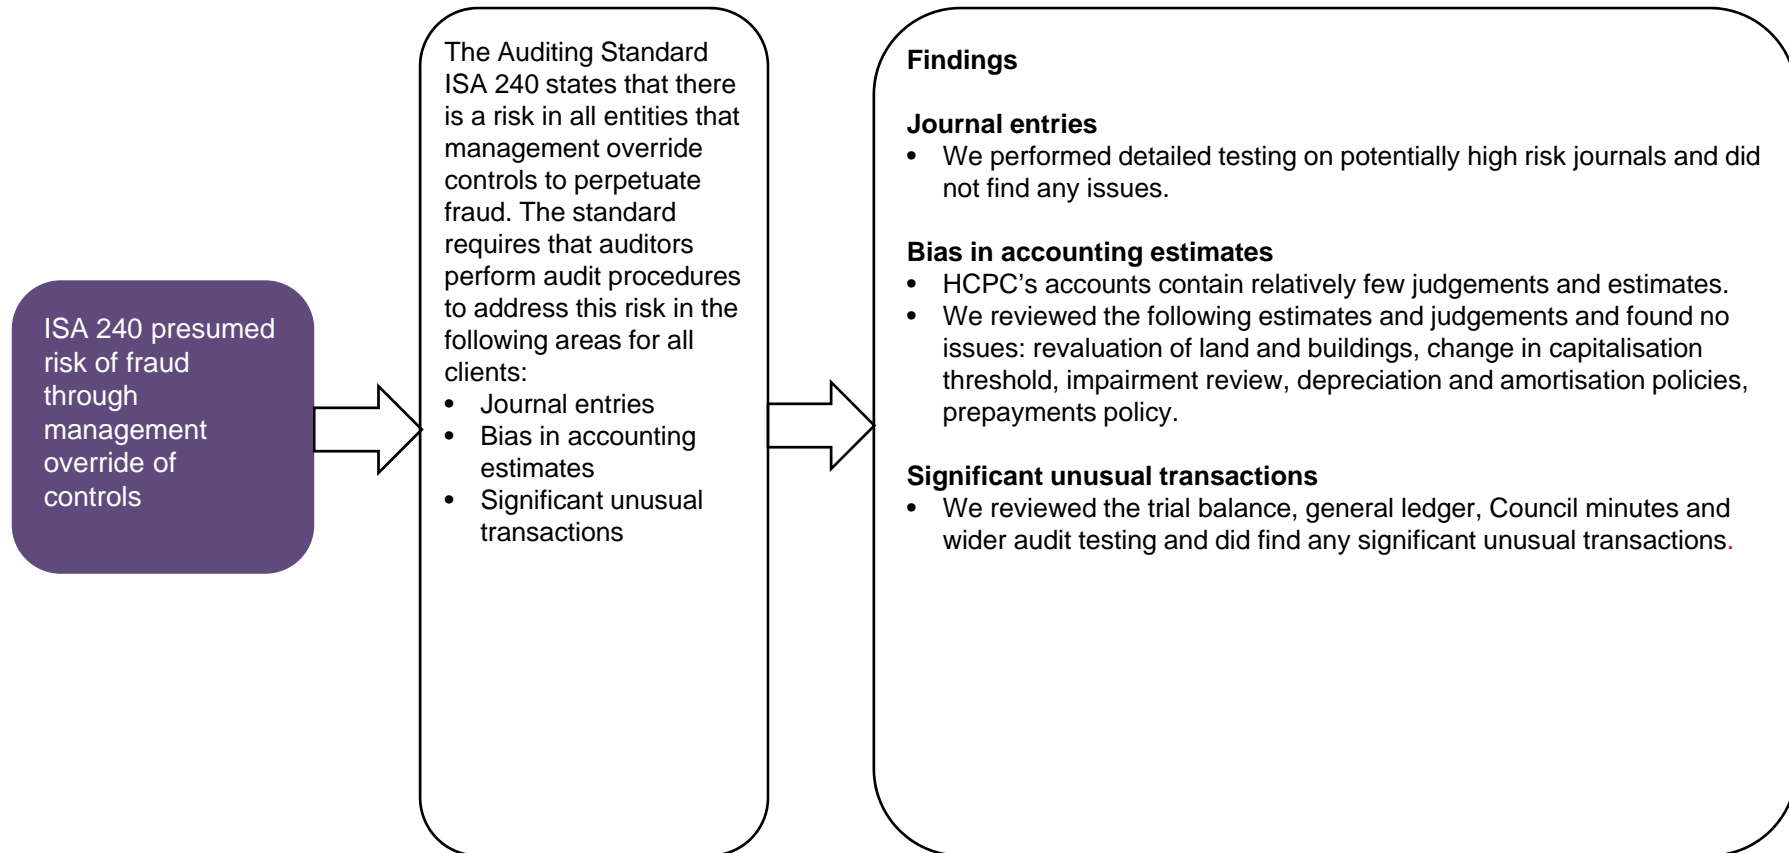 ISA 240 presumed
risk of fraud
through
management
override of
controls
The Auditing Standard
ISA 240 states that there
is a risk in all entities that
management override
controls to perpetuate
fraud. The standard
requires that auditors
perform audit procedures
to address this risk in the
following areas for all
clients:
• Journal entries
• Bias in accounting
estimates
• Significant unusual
transactions
Findings
Journal entries
• We performed detailed testing on potentially high risk journals and did
not find any issues.
Bias in accounting estimates
• HCPC’s accounts contain relatively few judgements and estimates.
• We reviewed the following estimates and judgements and found no
issues: revaluation of land and buildings, change in capitalisation
threshold, impairment review, depreciation and amortisation policies,
prepayments policy.
Significant unusual transactions
• We reviewed the trial balance, general ledger, Council minutes and
wider audit testing and did find any significant unusual transactions.